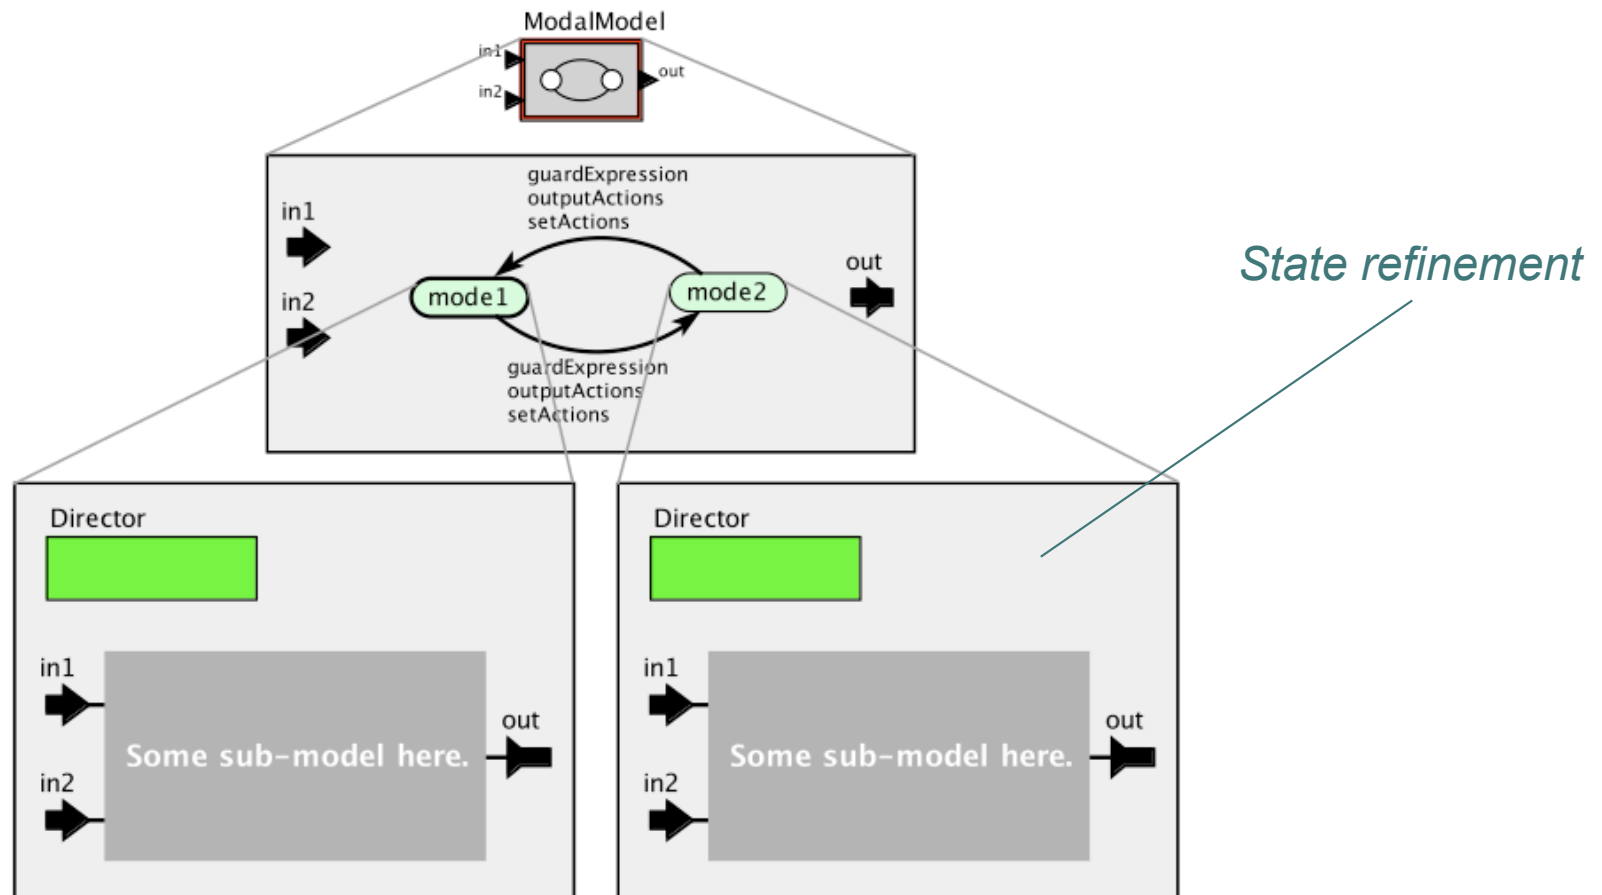 ModalModel
in1
in2
out
guardExpression
outputActions
setActions
in1
in2
mode1
mode2
out
guardExpression
outputActions
setActions
State refinement
Director
in1
in2
Some sub-model here.
out
Director
in1
in2
Some sub-model here.
out